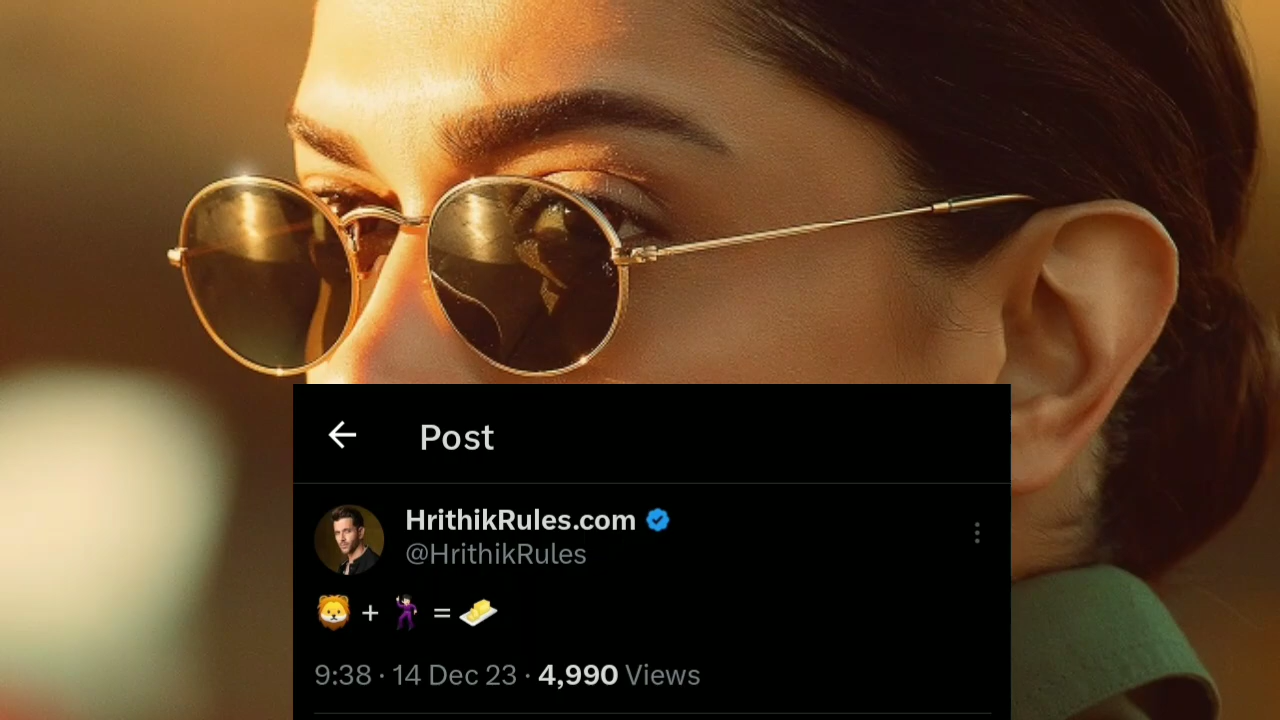 Post
HrithikRules.com
@HrithikRules
🦁 + 🕺 = 🧈
9:38 · 14 Dec 23 · 4,990 Views